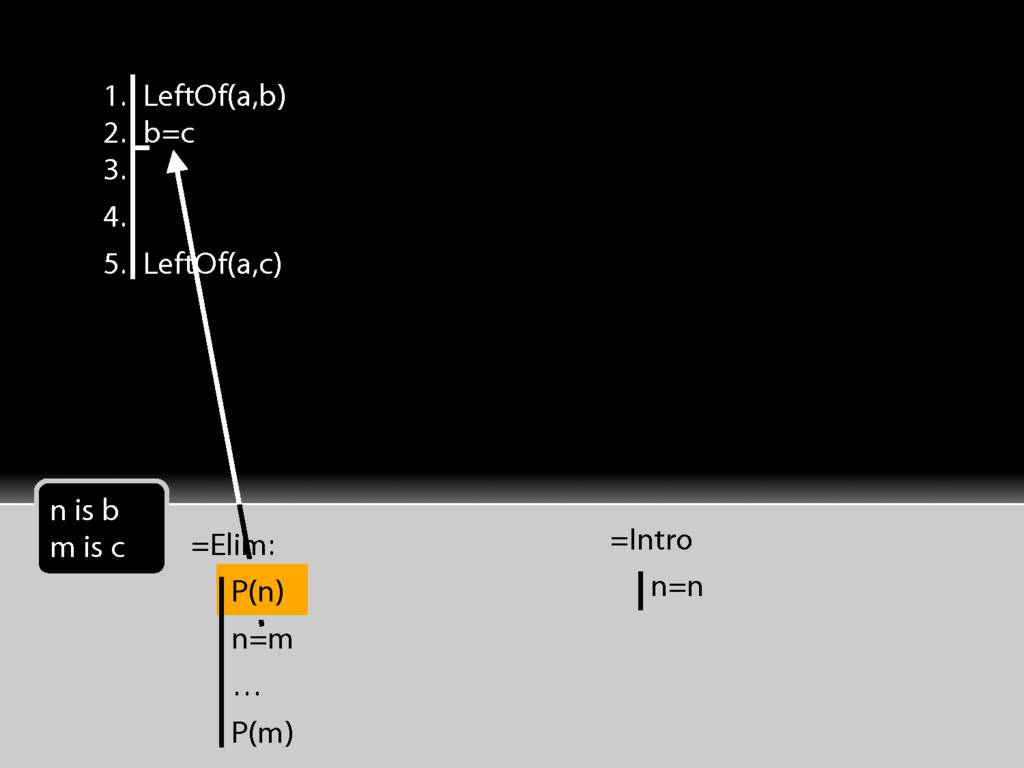 1. LeftOf(a,b)
2. b=c
3.
4.
5. LeftOf(a,c)
n is b
m is c
=Elim:
P(n)
n=m
…
P(m)
=Intro
n=n